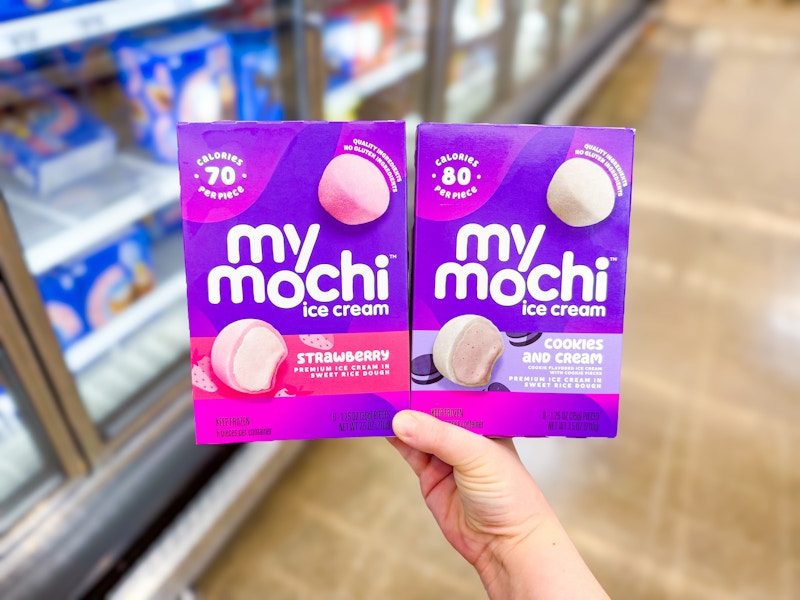 CALORIES
70
PER PIECE
QUALITY INGREDIENTS
NO GLUTEN INGREDIENTS
my
mochi™
ice cream
STRAWBERRY
PREMIUM ICE CREAM IN
SWEET RICE DOUGH
KEEP FROZEN
CALORIES
80
PER PIECE
QUALITY INGREDIENTS
NO GLUTEN INGREDIENTS
my
mochi™
ice cream
COOKIES
AND CREAM
COOKIE FLAVORED ICE CREAM
WITH COOKIE PIECES
PREMIUM ICE CREAM IN
SWEET RICE DOUGH